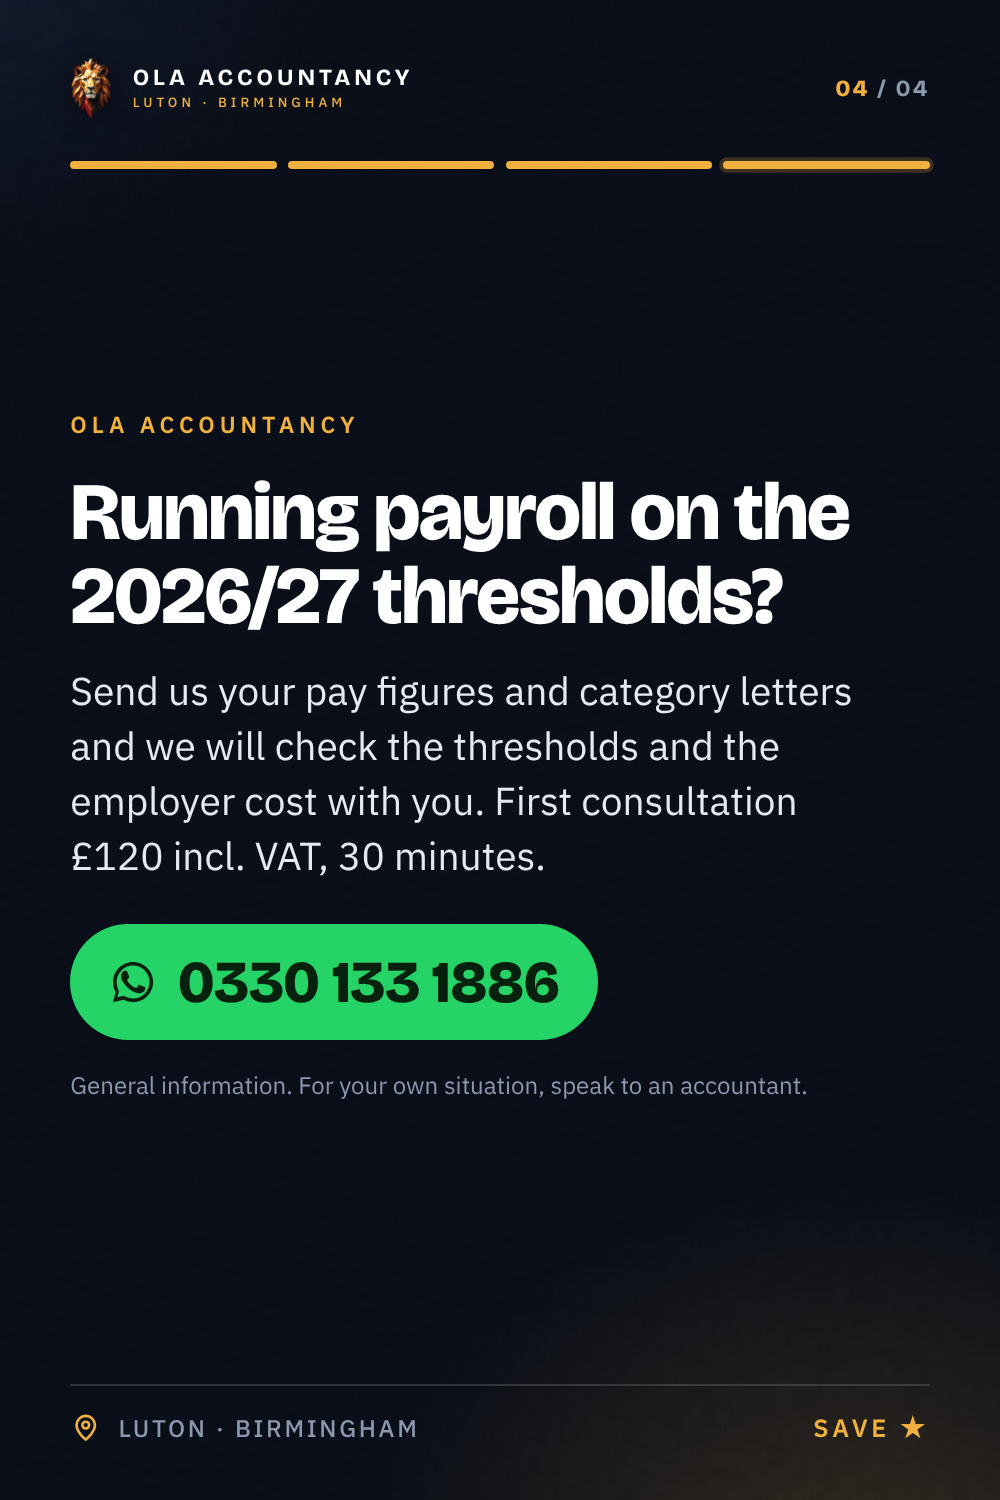 OLA ACCOUNTANCY
LUTON · BIRMINGHAM
04 / 04
OLA ACCOUNTANCY
Running payroll on the
2026/27 thresholds?
Send us your pay figures and category letters
and we will check the thresholds and the
employer cost with you. First consultation
£120 incl. VAT, 30 minutes.
0330 133 1886
General information. For your own situation, speak to an accountant.
LUTON · BIRMINGHAM
SAVE ★